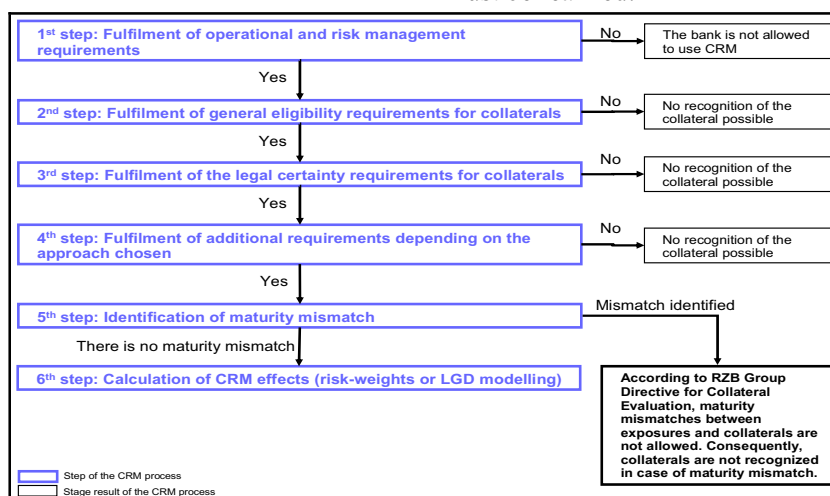 1st step: Fulfilment of operational and risk management
requirements
No
The bank is not allowed
to use CRM
Yes
2nd step: Fulfilment of general eligibility requirements for collaterals
No
No recognition of the
collateral possible
Yes
3rd step: Fulfilment of the legal certainty requirements for collaterals
No
No recognition of the
collateral possible
Yes
4th step: Fulfilment of additional requirements depending on the
approach chosen
No
No recognition of the
collateral possible
Yes
5th step: Identification of maturity mismatch
Mismatch identified
There is no maturity mismatch
6th step: Calculation of CRM effects (risk-weights or LGD modelling)
According to RZB Group
Directive for Collateral
Evaluation, maturity
mismatches between
exposures and collaterals are
not allowed. Consequently,
collaterals are not recognized
in case of maturity mismatch.
Step of the CRM process
Stage result of the CRM process